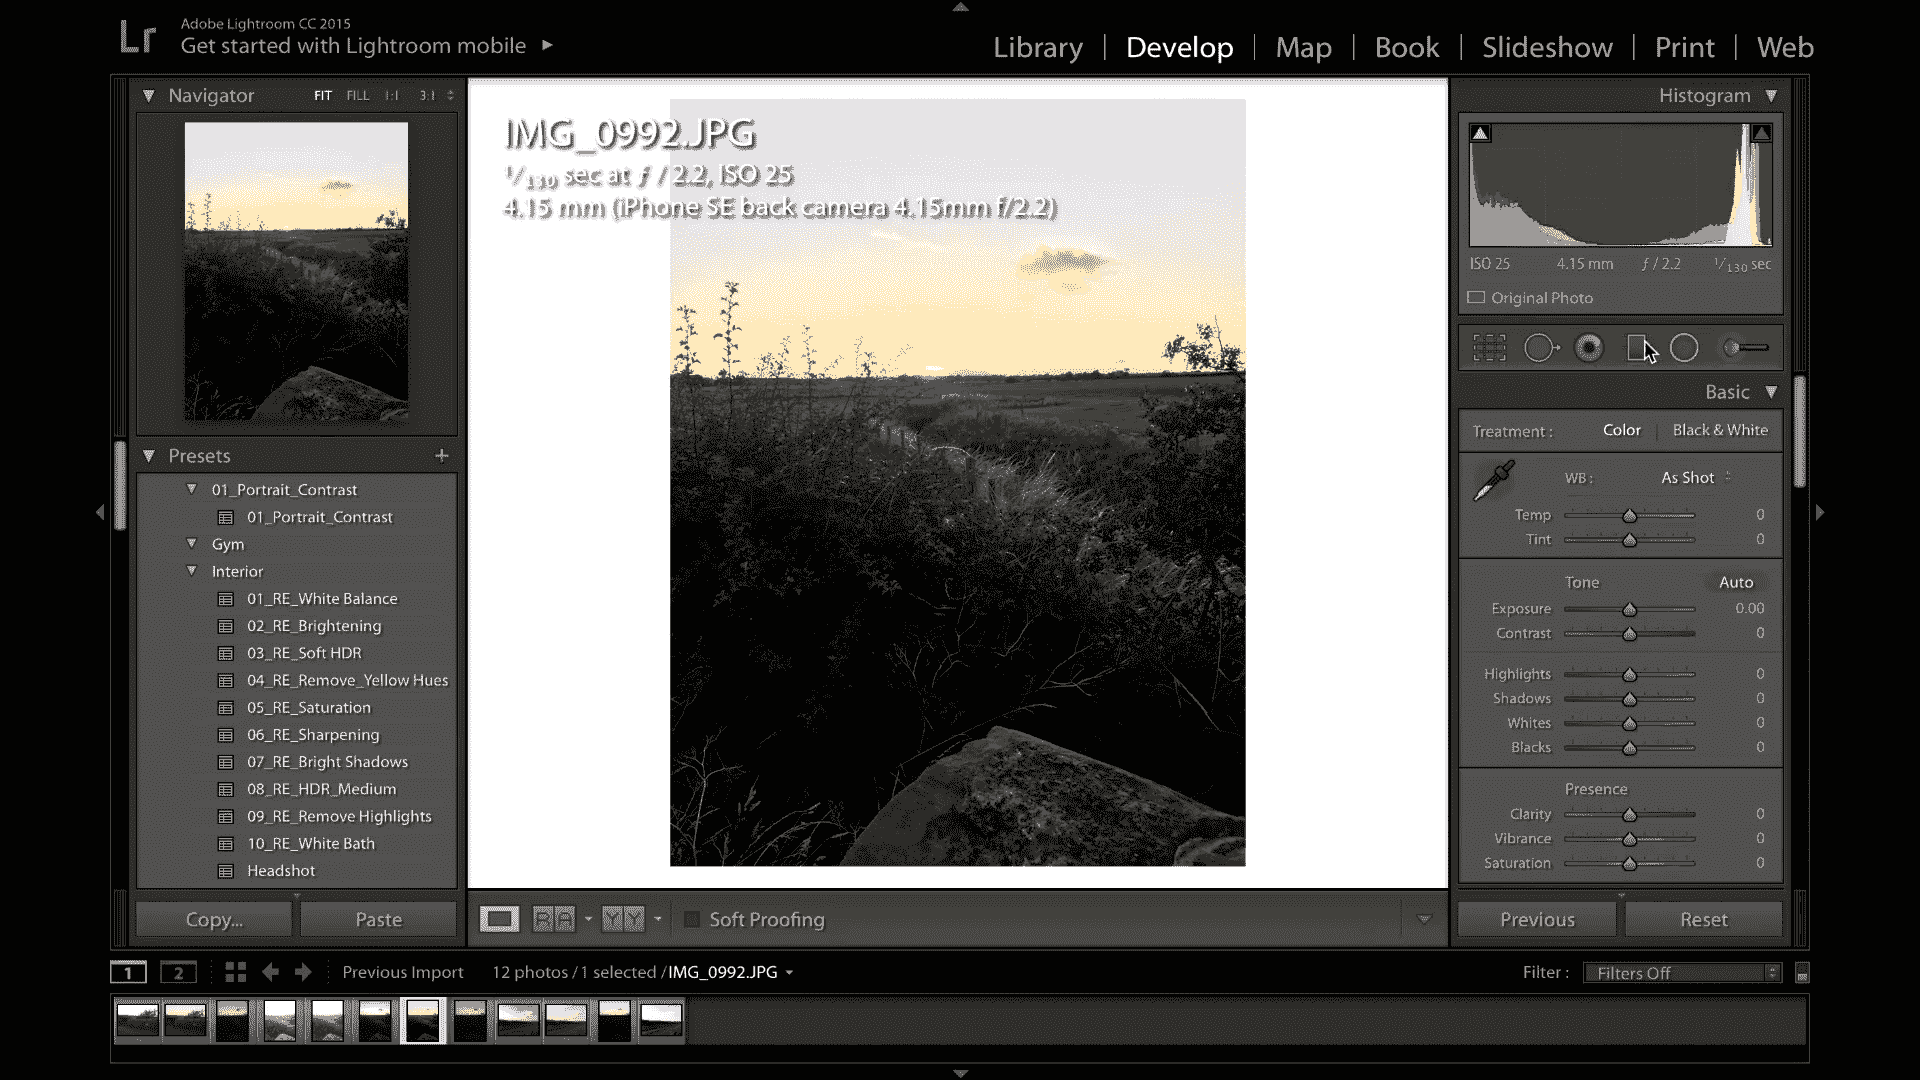 Lr
Adobe Lightroom CC 2015
Get started with Lightroom mobile
Library | Develop | Map | Book | Slideshow | Print | Web
Navigator FIT FILL 1:1 3:1
IMG_0992.JPG
1/130 sec at ƒ / 2.2, ISO 25
4.15 mm (iPhone SE back camera 4.15mm f/2.2)
Presets +
01_Portrait_Contrast
01_Portrait_Contrast
Gym
Interior
01_RE_White Balance
02_RE_Brightening
03_RE_Soft HDR
04_RE_Remove_Yellow Hues
05_RE_Saturation
06_RE_Sharpening
07_RE_Bright Shadows
08_RE_HDR_Medium
09_RE_Remove Highlights
10_RE_White Bath
Headshot
Copy... Paste
Soft Proofing
Histogram
ISO 25 4.15 mm ƒ / 2.2 1/130 sec
Original Photo
Basic
Treatment : Color | Black & White
WB : As Shot
Temp 0
Tint 0
Tone Auto
Exposure 0.00
Contrast 0
Highlights 0
Shadows 0
Whites 0
Blacks 0
Presence
Clarity 0
Vibrance 0
Saturation 0
Previous Reset
1 2 Previous Import 12 photos / 1 selected / IMG_0992.JPG
Filter : Filters Off